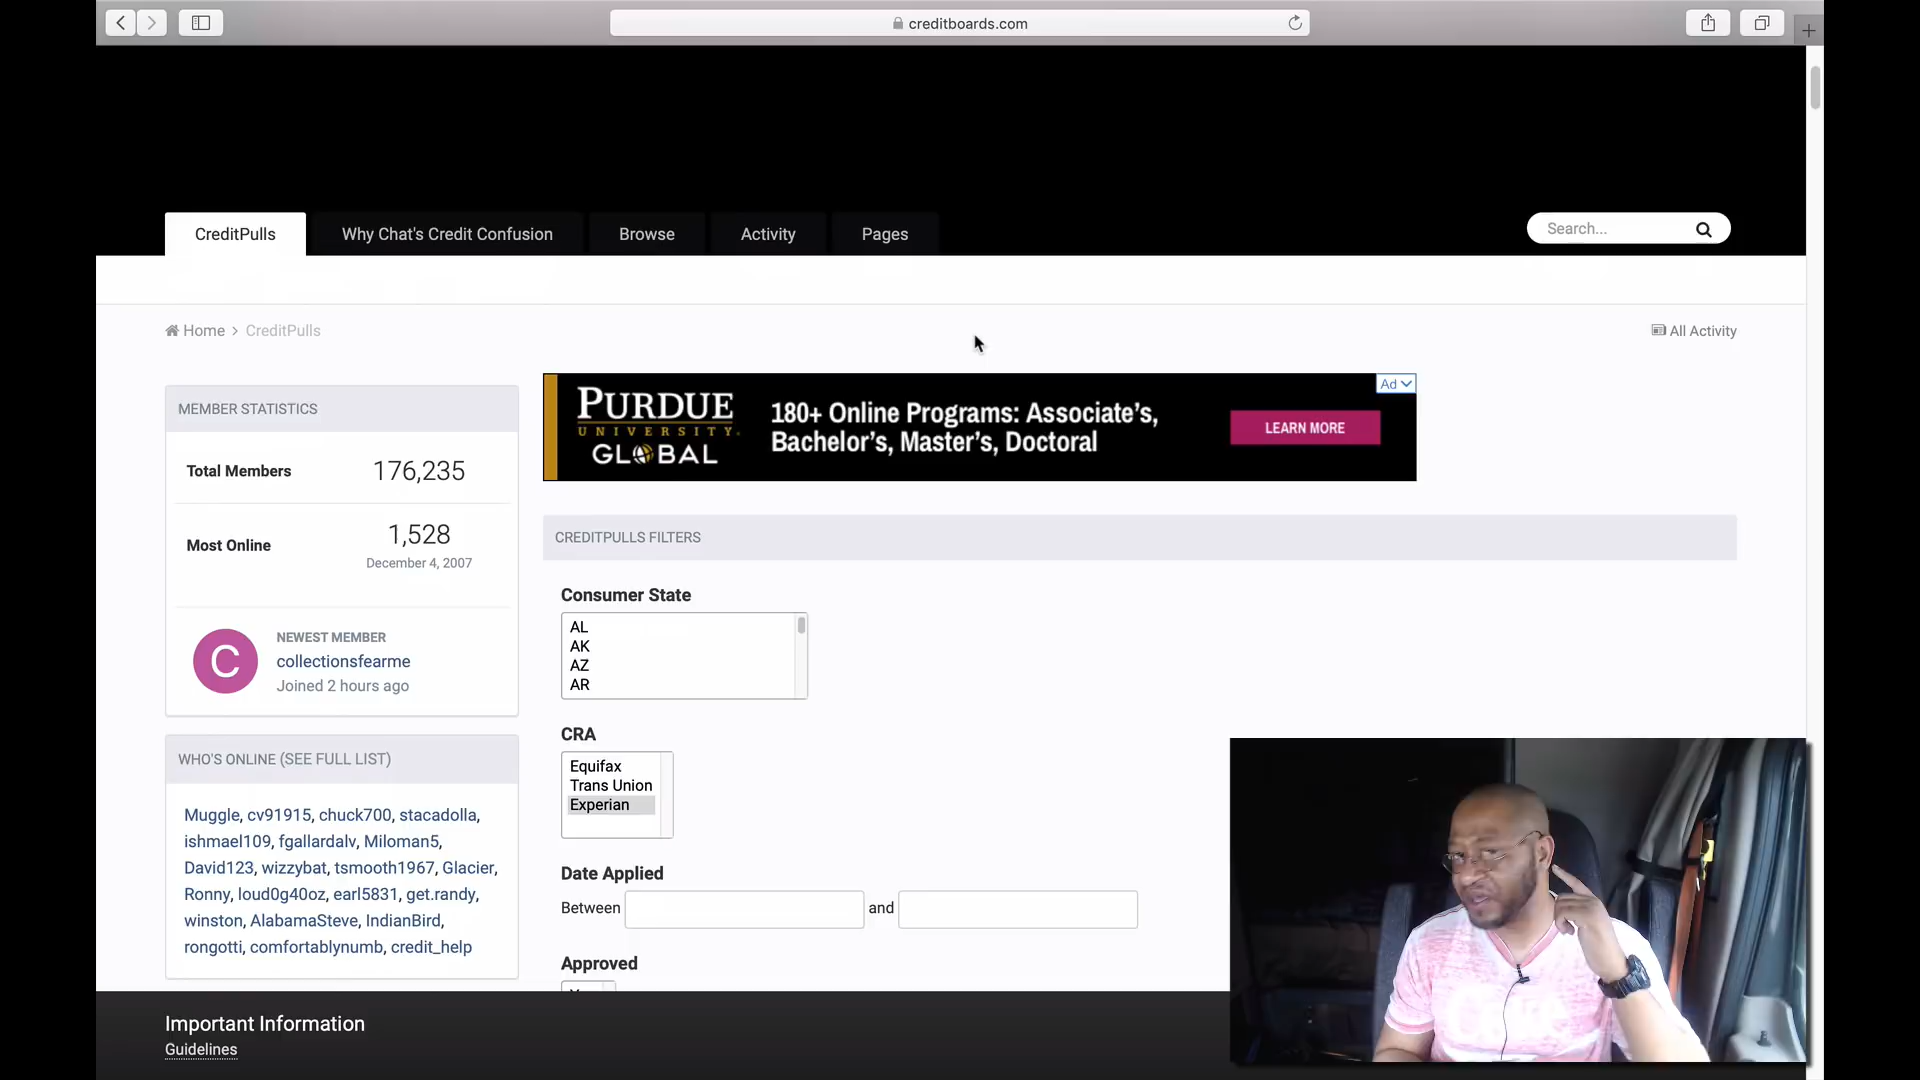 creditboards.com
CreditPulls
Why Chat's Credit Confusion
Browse
Activity
Pages
Search...
Home > CreditPulls
All Activity
MEMBER STATISTICS
Total Members 176,235
Most Online 1,528
December 4, 2007
C
NEWEST MEMBER
collectionsfearme
Joined 2 hours ago
WHO'S ONLINE (SEE FULL LIST)
Muggle, cv91915, chuck700, stacadolla,
ishmael109, fgallardalv, Miloman5,
David123, wizzybat, tsmooth1967, Glacier,
Ronny, loud0g40oz, earl5831, get.randy,
winston, AlabamaSteve, IndianBird,
rongotti, comfortablynumb, credit_help
PURDUE
UNIVERSITY
GLOBAL
180+ Online Programs: Associate's,
Bachelor's, Master's, Doctoral
LEARN MORE
Ad
CREDITPULLS FILTERS
Consumer State
AL
AK
AZ
AR
CRA
Equifax
Trans Union
Experian
Date Applied
Between and
Approved
Important Information
Guidelines